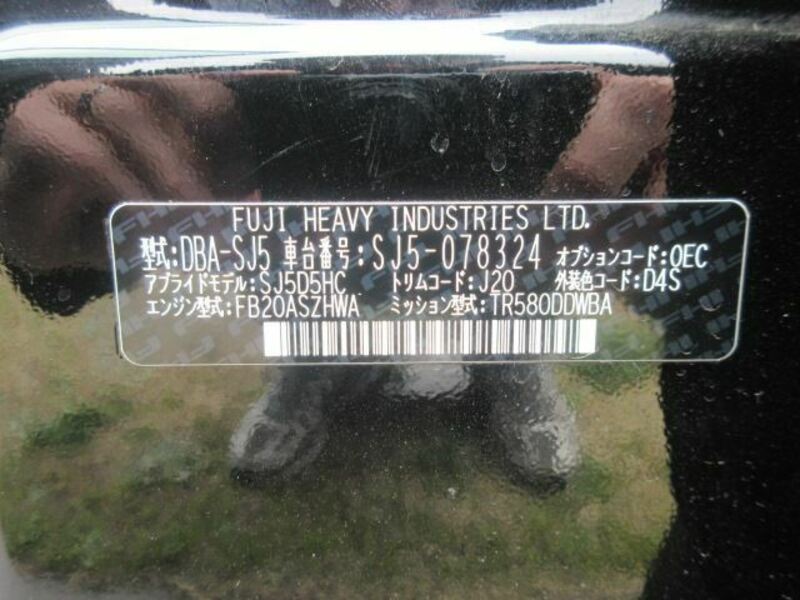 FUJI HEAVY INDUSTRIES LTD.
型式:DBA-SJ5 車台番号:SJ5-078324 オプションコード:OEC
アプライドモデル:SJ5D5HC トリムコード:J20 外装色コード:D4S
エンジン型式:FB20ASZHWA ミッション型式:TR580DDWBA